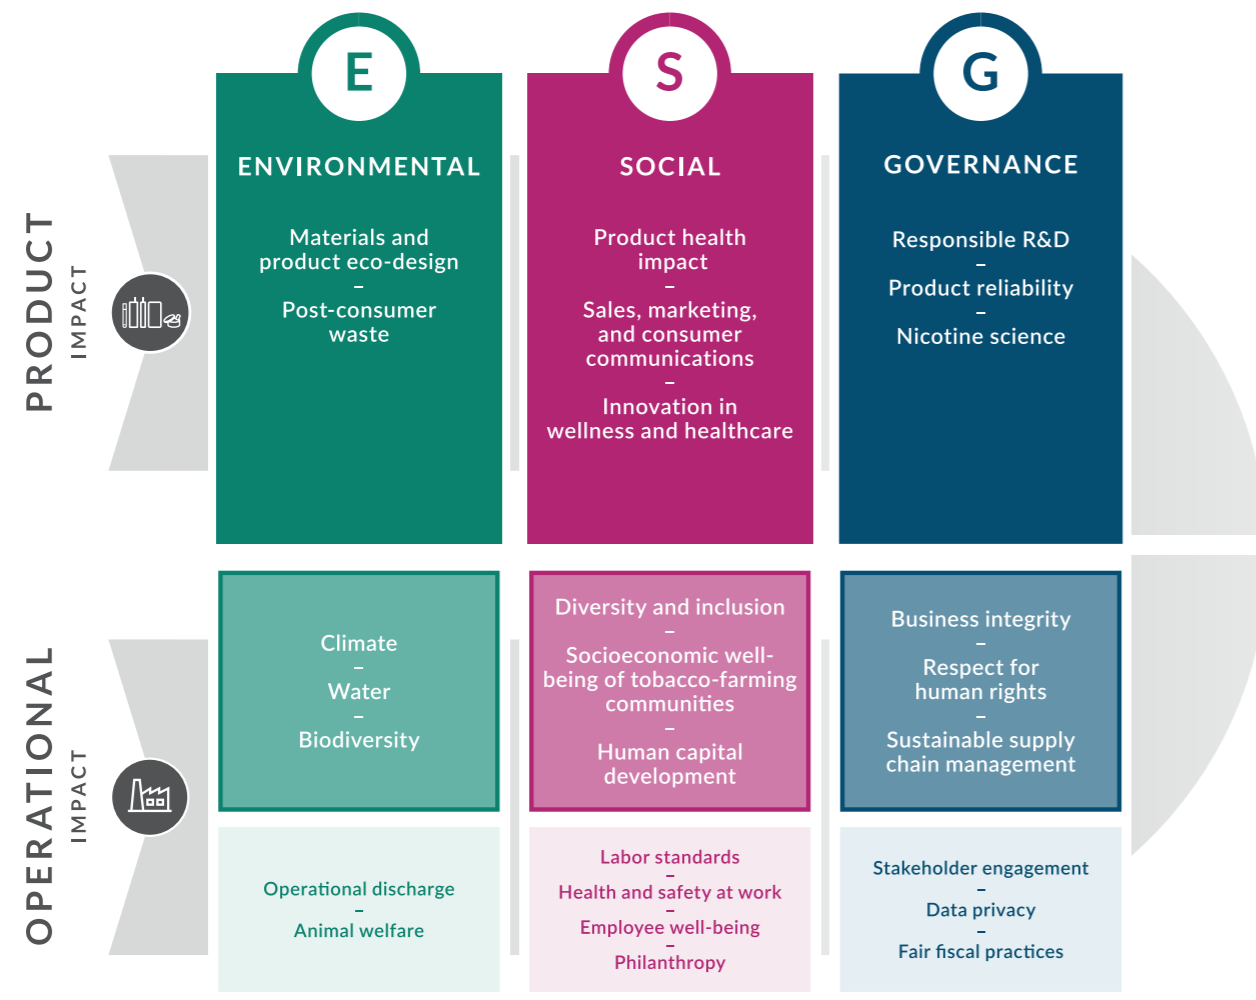 E
S
G
PRODUCT
IMPACT
ENVIRONMENTAL
Materials and
product eco-design
–
Post-consumer
waste
SOCIAL
Product health
impact
–
Sales, marketing,
and consumer
communications
–
Innovation in
wellness and healthcare
GOVERNANCE
Responsible R&D
–
Product reliability
–
Nicotine science
OPERATIONAL
IMPACT
Climate
–
Water
–
Biodiversity
Diversity and inclusion
–
Socioeconomic well-
being of tobacco-farming
communities
–
Human capital
development
Business integrity
–
Respect for
human rights
–
Sustainable supply
chain management
Operational discharge
–
Animal welfare
Labor standards
–
Health and safety at work
–
Employee well-being
–
Philanthropy
Stakeholder engagement
–
Data privacy
–
Fair fiscal practices